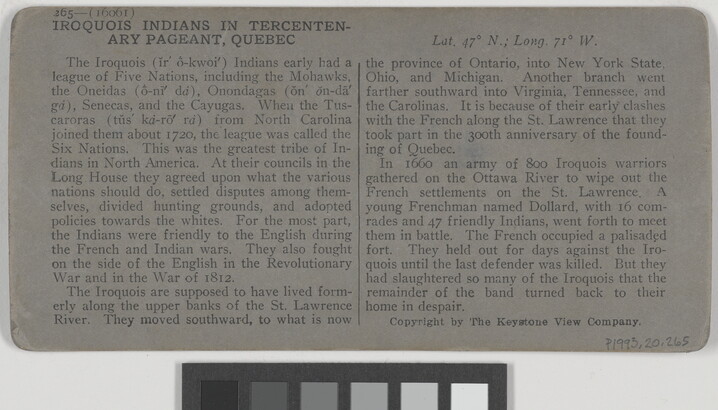 265—(16061)
IROQUOIS INDIANS IN TERCENTEN-
ARY PAGEANT, QUEBEC
The Iroquois (ĭr′ ô-kwoi′) Indians early had a
league of Five Nations, including the Mohawks,
the Oneidas (ô-nī′ dȧ), Onondagas (ŏn′ ŏn-dä′
gȧ), Senecas, and the Cayugas. When the Tus-
caroras (tŭs′ kȧ-rō′ rȧ) from North Carolina
joined them about 1720, the league was called the
Six Nations. This was the greatest tribe of In-
dians in North America. At their councils in the
Long House they agreed upon what the various
nations should do, settled disputes among them-
selves, divided hunting grounds, and adopted
policies towards the whites. For the most part,
the Indians were friendly to the English during
the French and Indian wars. They also fought
on the side of the English in the Revolutionary
War and in the War of 1812.
The Iroquois are supposed to have lived form-
erly along the upper banks of the St. Lawrence
River. They moved southward, to what is now
Lat. 47° N.; Long. 71° W.
the province of Ontario, into New York State,
Ohio, and Michigan. Another branch went
farther southward into Virginia, Tennessee, and
the Carolinas. It is because of their early clashes
with the French along the St. Lawrence that they
took part in the 300th anniversary of the found-
ing of Quebec.
In 1660 an army of 800 Iroquois warriors
gathered on the Ottawa River to wipe out the
French settlements on the St. Lawrence. A
young Frenchman named Dollard, with 16 com-
rades and 47 friendly Indians, went forth to meet
them in battle. The French occupied a palisaded
fort. They held out for days against the Iro-
quois until the last defender was killed. But they
had slaughtered so many of the Iroquois that the
remainder of the band turned back to their
home in despair.
Copyright by The Keystone View Company.
P1993.20.265